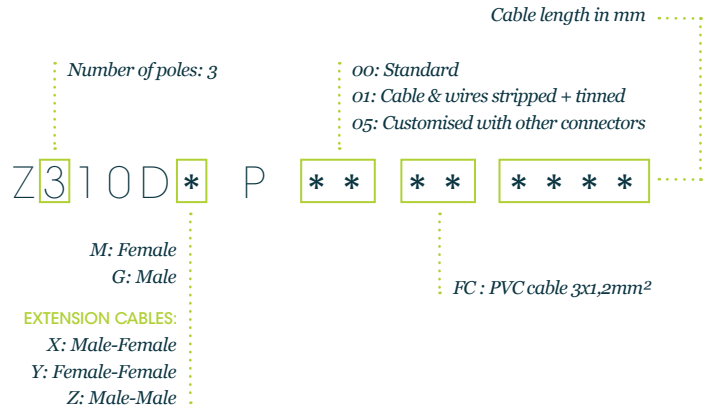 Cable length in mm
Number of poles: 3
00: Standard
01: Cable & wires stripped + tinned
05: Customised with other connectors
Z310D* P ** ** ****
M: Female
G: Male
FC : PVC cable 3x1,2mm²
EXTENSION CABLES:
X: Male-Female
Y: Female-Female
Z: Male-Male